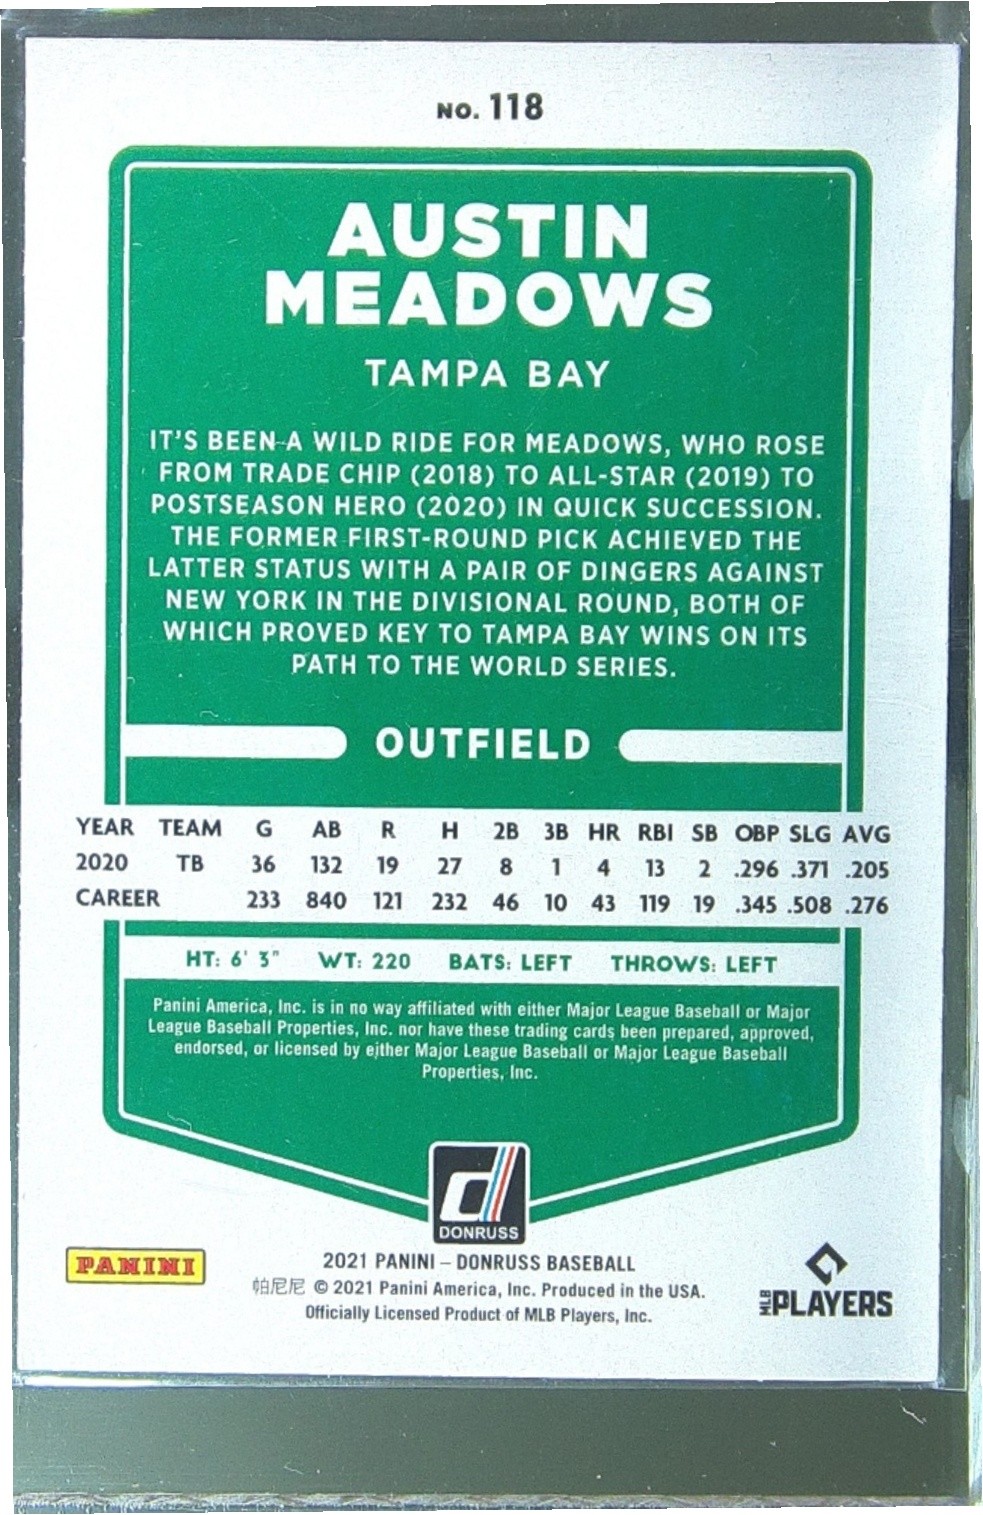 NO. 118
AUSTIN
MEADOWS
TAMPA BAY
IT'S BEEN A WILD RIDE FOR MEADOWS, WHO ROSE
FROM TRADE CHIP (2018) TO ALL-STAR (2019) TO
POSTSEASON HERO (2020) IN QUICK SUCCESSION.
THE FORMER FIRST-ROUND PICK ACHIEVED THE
LATTER STATUS WITH A PAIR OF DINGERS AGAINST
NEW YORK IN THE DIVISIONAL ROUND, BOTH OF
WHICH PROVED KEY TO TAMPA BAY WINS ON ITS
PATH TO THE WORLD SERIES.
OUTFIELD
YEAR TEAM G AB R H 2B 3B HR RBI SB OBP SLG AVG
2020 TB 36 132 19 27 8 1 4 13 2 .296 .371 .205
CAREER 233 840 121 232 46 10 43 119 19 .345 .508 .276
HT: 6' 3" WT: 220 BATS: LEFT THROWS: LEFT
Panini America, Inc. is in no way affiliated with either Major League Baseball or Major
League Baseball Properties, Inc. nor have these trading cards been prepared, approved,
endorsed, or licensed by either Major League Baseball or Major League Baseball
Properties, Inc.
d
DONRUSS
PANINI
2021 PANINI – DONRUSS BASEBALL
帕尼尼 © 2021 Panini America, Inc. Produced in the USA.
Officially Licensed Product of MLB Players, Inc.
MLB PLAYERS